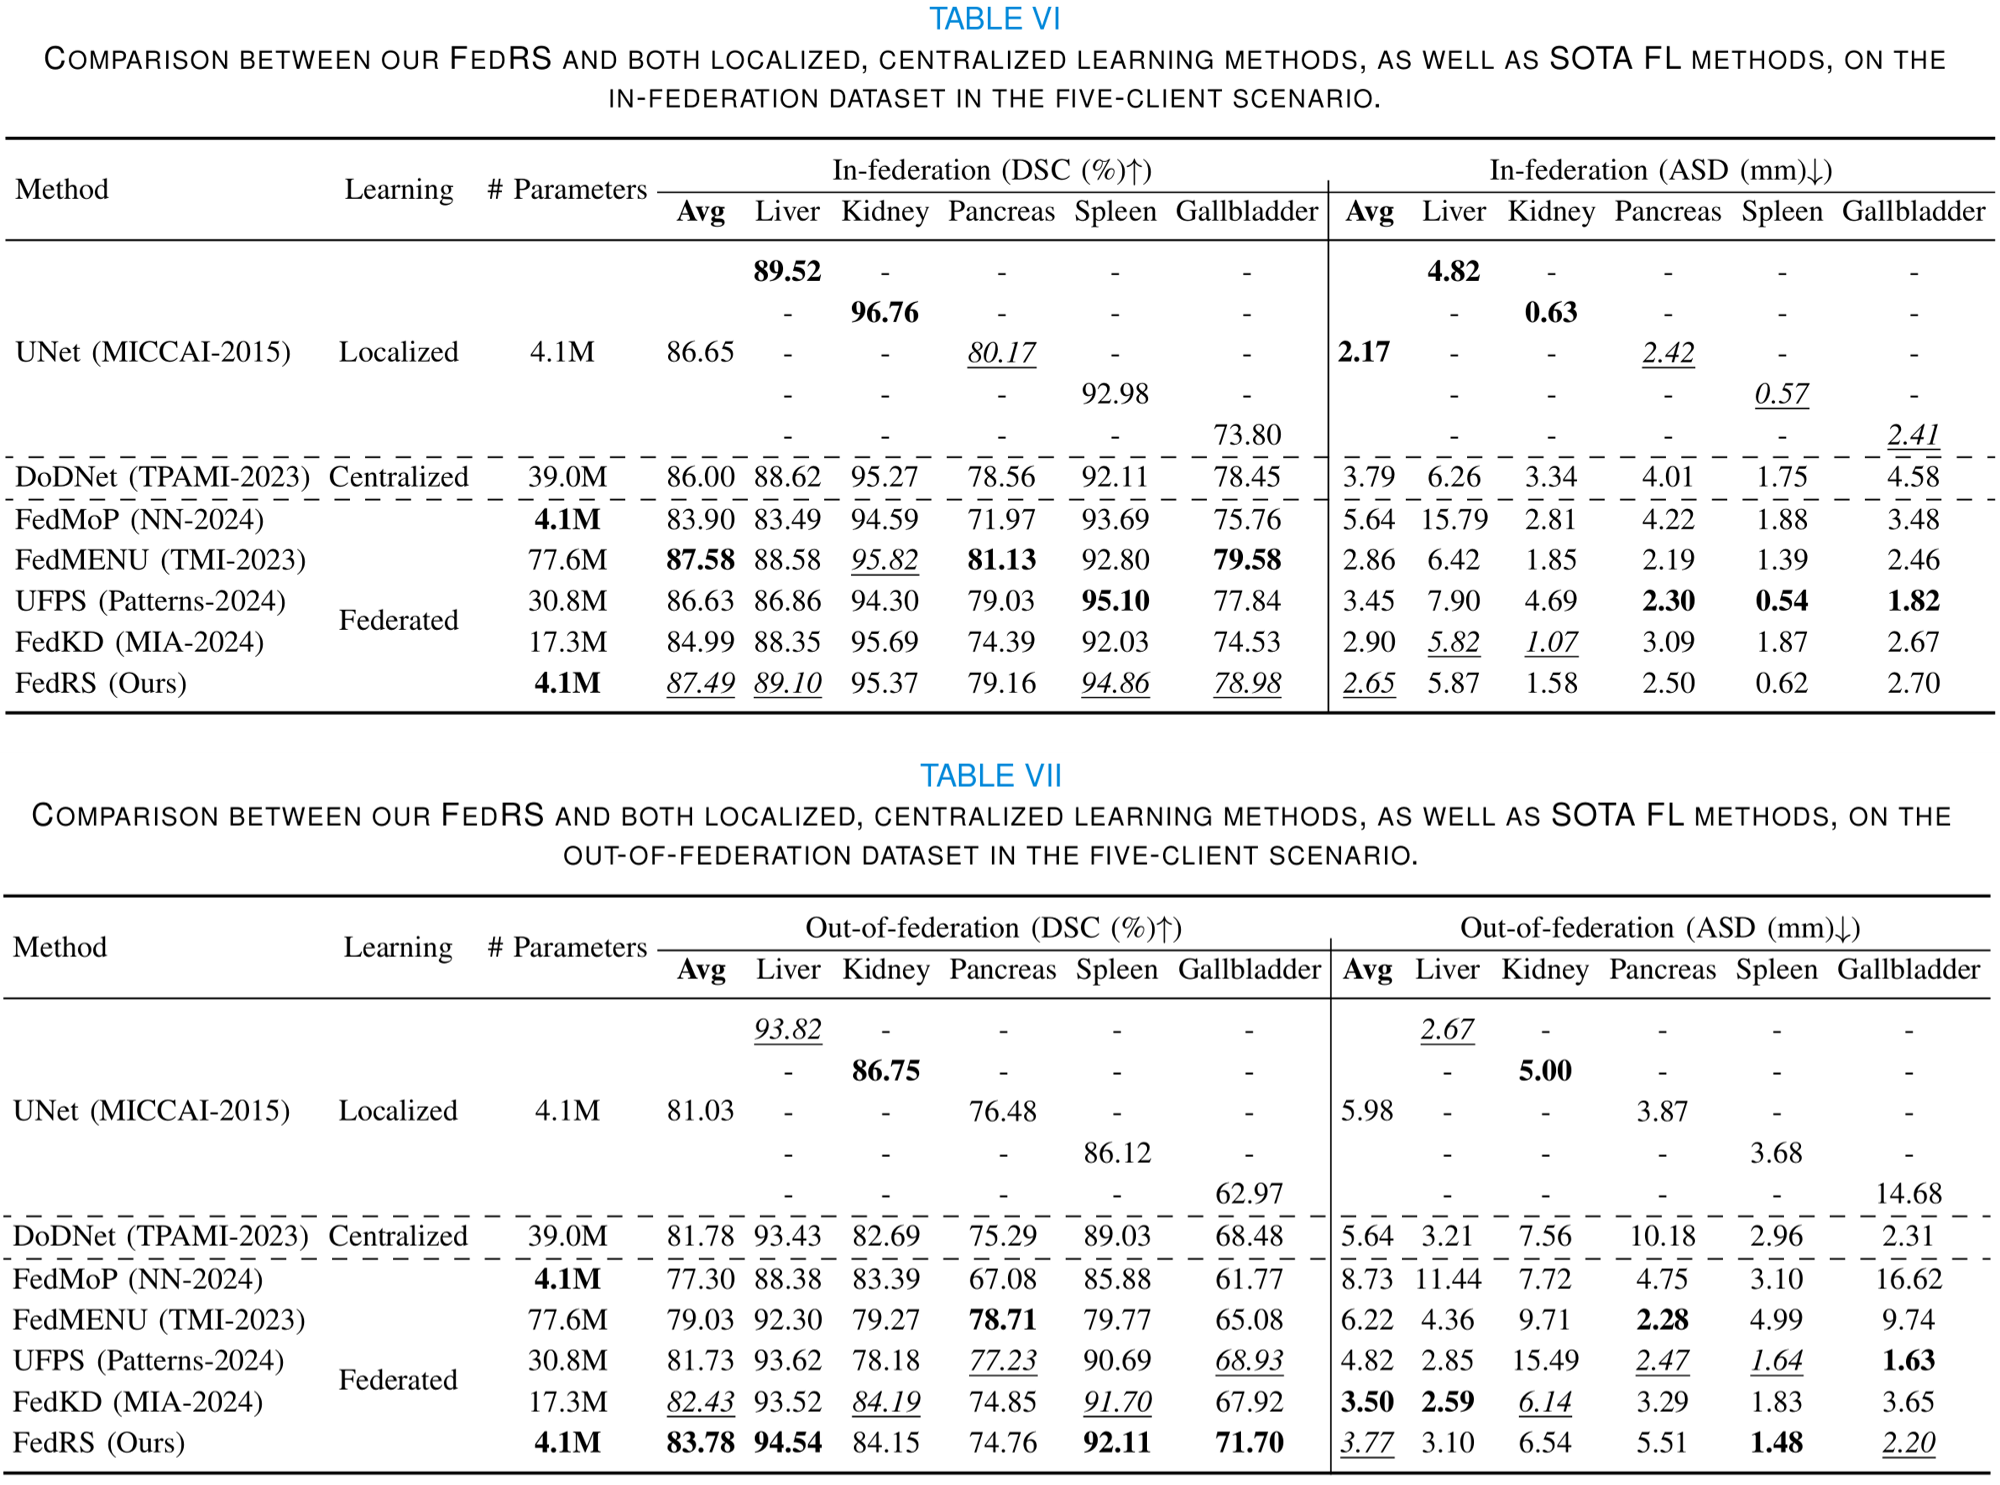 TABLE VI
COMPARISON BETWEEN OUR FEDRS AND BOTH LOCALIZED, CENTRALIZED LEARNING METHODS, AS WELL AS SOTA FL METHODS, ON THE
IN-FEDERATION DATASET IN THE FIVE-CLIENT SCENARIO.
Method Learning # Parameters In-federation (DSC (%)↑) In-federation (ASD (mm)↓)
Avg Liver Kidney Pancreas Spleen Gallbladder Avg Liver Kidney Pancreas Spleen Gallbladder
89.52 - - - - 4.82 - - - -
- 96.76 - - - - 0.63 - - -
UNet (MICCAI-2015) Localized 4.1M 86.65 - - 80.17 - - 2.17 - - 2.42 - -
- - - 92.98 - - - - 0.57 -
- - - - 73.80 - - - - 2.41
DoDNet (TPAMI-2023) Centralized 39.0M 86.00 88.62 95.27 78.56 92.11 78.45 3.79 6.26 3.34 4.01 1.75 4.58
FedMoP (NN-2024) 4.1M 83.90 83.49 94.59 71.97 93.69 75.76 5.64 15.79 2.81 4.22 1.88 3.48
FedMENU (TMI-2023) 77.6M 87.58 88.58 95.82 81.13 92.80 79.58 2.86 6.42 1.85 2.19 1.39 2.46
UFPS (Patterns-2024) Federated 30.8M 86.63 86.86 94.30 79.03 95.10 77.84 3.45 7.90 4.69 2.30 0.54 1.82
FedKD (MIA-2024) 17.3M 84.99 88.35 95.69 74.39 92.03 74.53 2.90 5.82 1.07 3.09 1.87 2.67
FedRS (Ours) 4.1M 87.49 89.10 95.37 79.16 94.86 78.98 2.65 5.87 1.58 2.50 0.62 2.70
TABLE VII
COMPARISON BETWEEN OUR FEDRS AND BOTH LOCALIZED, CENTRALIZED LEARNING METHODS, AS WELL AS SOTA FL METHODS, ON THE
OUT-OF-FEDERATION DATASET IN THE FIVE-CLIENT SCENARIO.
Method Learning # Parameters Out-of-federation (DSC (%)↑) Out-of-federation (ASD (mm)↓)
Avg Liver Kidney Pancreas Spleen Gallbladder Avg Liver Kidney Pancreas Spleen Gallbladder
93.82 - - - - 2.67 - - - -
- 86.75 - - - - 5.00 - - -
UNet (MICCAI-2015) Localized 4.1M 81.03 - - 76.48 - - 5.98 - - 3.87 - -
- - - 86.12 - - - - 3.68 -
- - - - 62.97 - - - - 14.68
DoDNet (TPAMI-2023) Centralized 39.0M 81.78 93.43 82.69 75.29 89.03 68.48 5.64 3.21 7.56 10.18 2.96 2.31
FedMoP (NN-2024) 4.1M 77.30 88.38 83.39 67.08 85.88 61.77 8.73 11.44 7.72 4.75 3.10 16.62
FedMENU (TMI-2023) 77.6M 79.03 92.30 79.27 78.71 79.77 65.08 6.22 4.36 9.71 2.28 4.99 9.74
UFPS (Patterns-2024) Federated 30.8M 81.73 93.62 78.18 77.23 90.69 68.93 4.82 2.85 15.49 2.47 1.64 1.63
FedKD (MIA-2024) 17.3M 82.43 93.52 84.19 74.85 91.70 67.92 3.50 2.59 6.14 3.29 1.83 3.65
FedRS (Ours) 4.1M 83.78 94.54 84.15 74.76 92.11 71.70 3.77 3.10 6.54 5.51 1.48 2.20